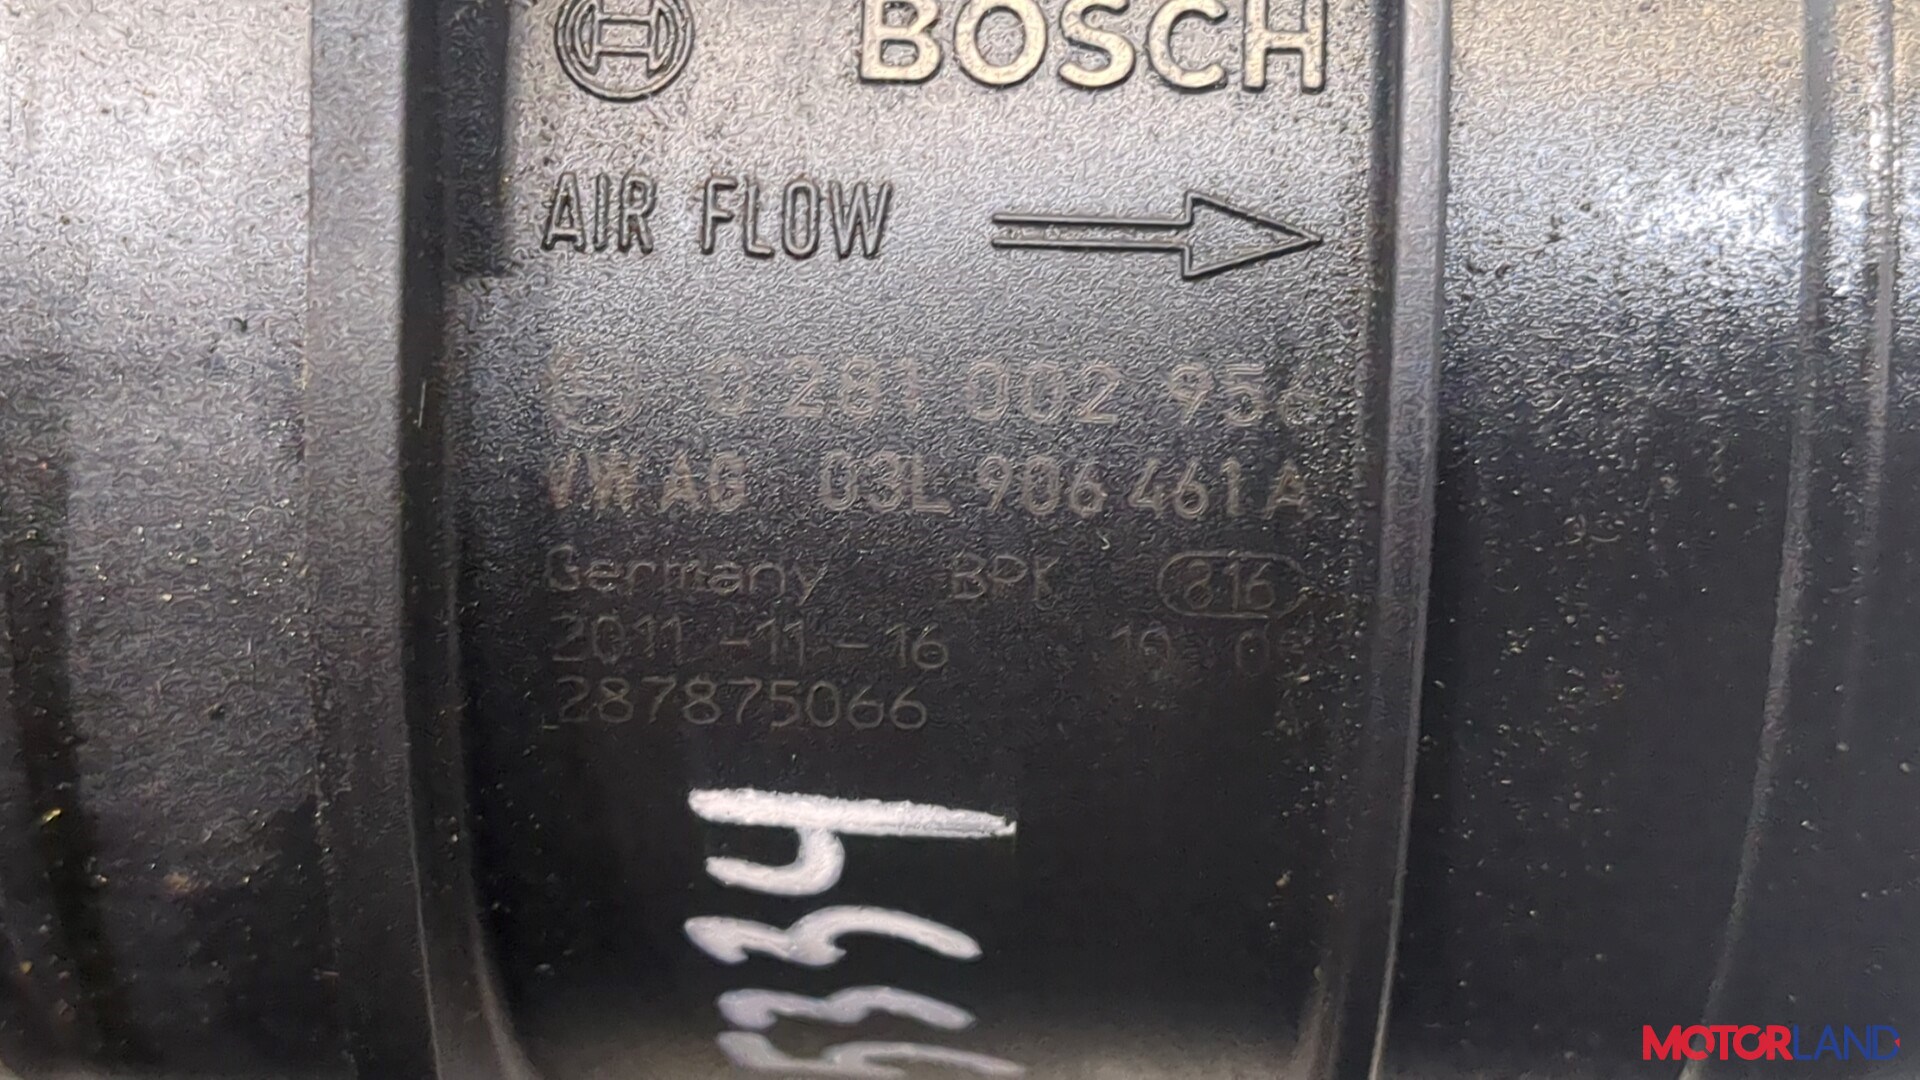 BOSCH
AIR FLOW
0 281 002 956
VW AG 03L 906 461 A
Germany BPK 816
2011-11-16
287875066
334
MOTORLAND